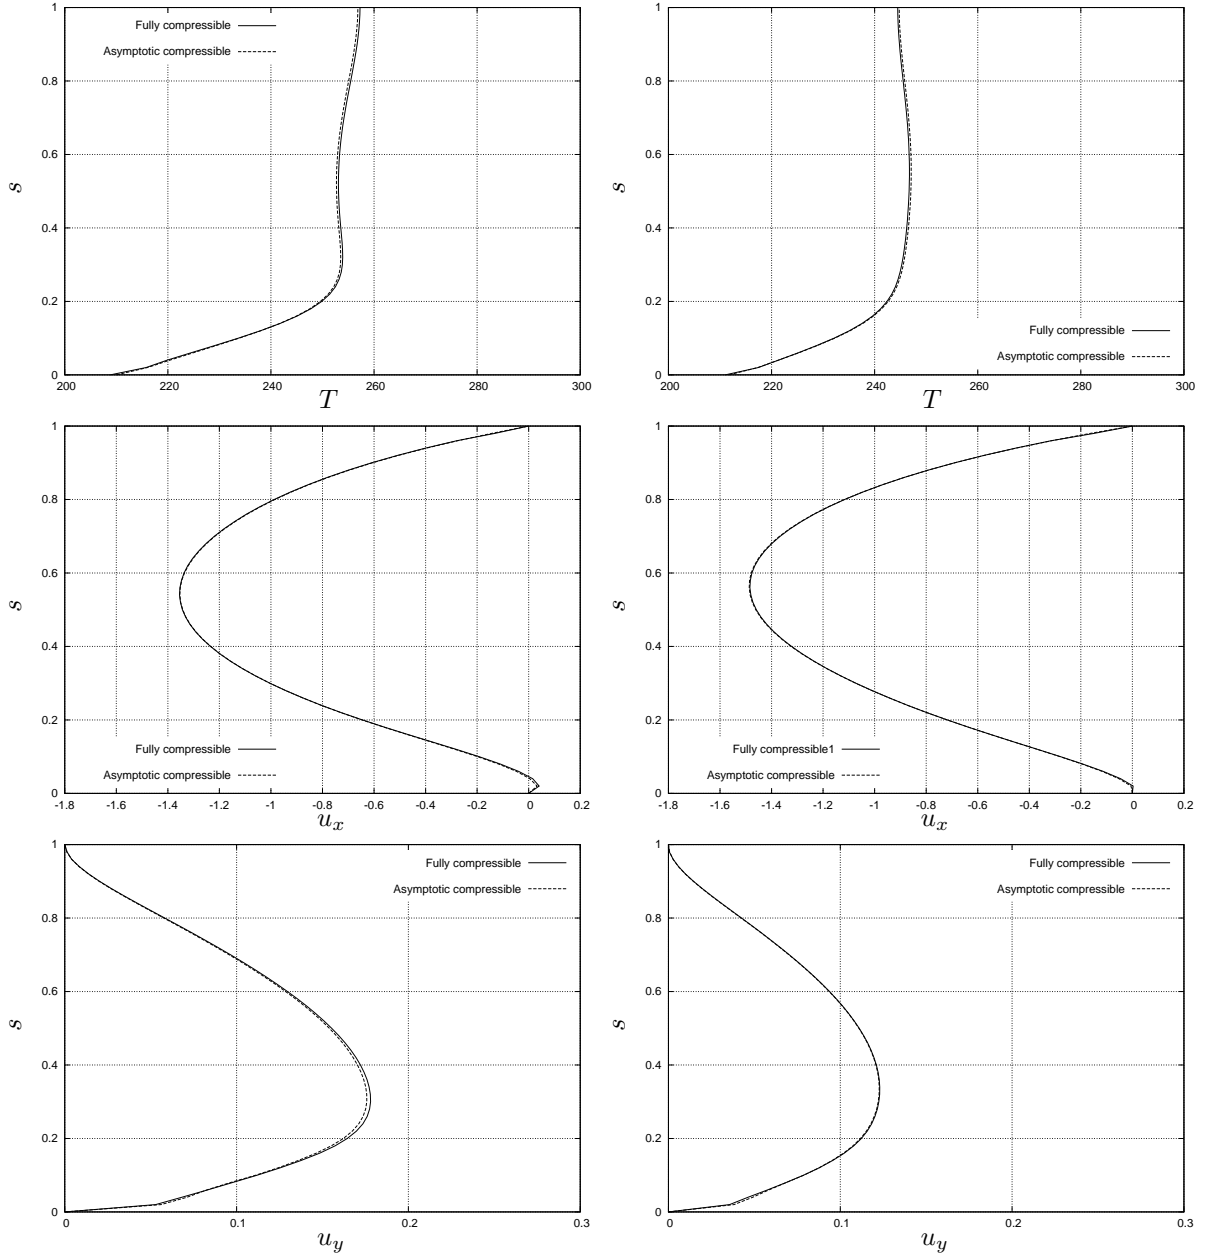 Fully compressible
Asymptotic compressible
1
0.8
0.6
0.4
0.2
0
s
200 220 240 260 280 300
T
Fully compressible
Asymptotic compressible
1
0.8
0.6
0.4
0.2
0
s
200 220 240 260 280 300
T
Fully compressible
Asymptotic compressible
1
0.8
0.6
0.4
0.2
0
s
-1.8 -1.6 -1.4 -1.2 -1 -0.8 -0.6 -0.4 -0.2 0 0.2
u_x
Fully compressible1
Asymptotic compressible
1
0.8
0.6
0.4
0.2
0
s
-1.8 -1.6 -1.4 -1.2 -1 -0.8 -0.6 -0.4 -0.2 0 0.2
u_x
Fully compressible
Asymptotic compressible
1
0.8
0.6
0.4
0.2
0
s
0 0.1 0.2 0.3
u_y
Fully compressible
Asymptotic compressible
1
0.8
0.6
0.4
0.2
0
s
0 0.1 0.2 0.3
u_y